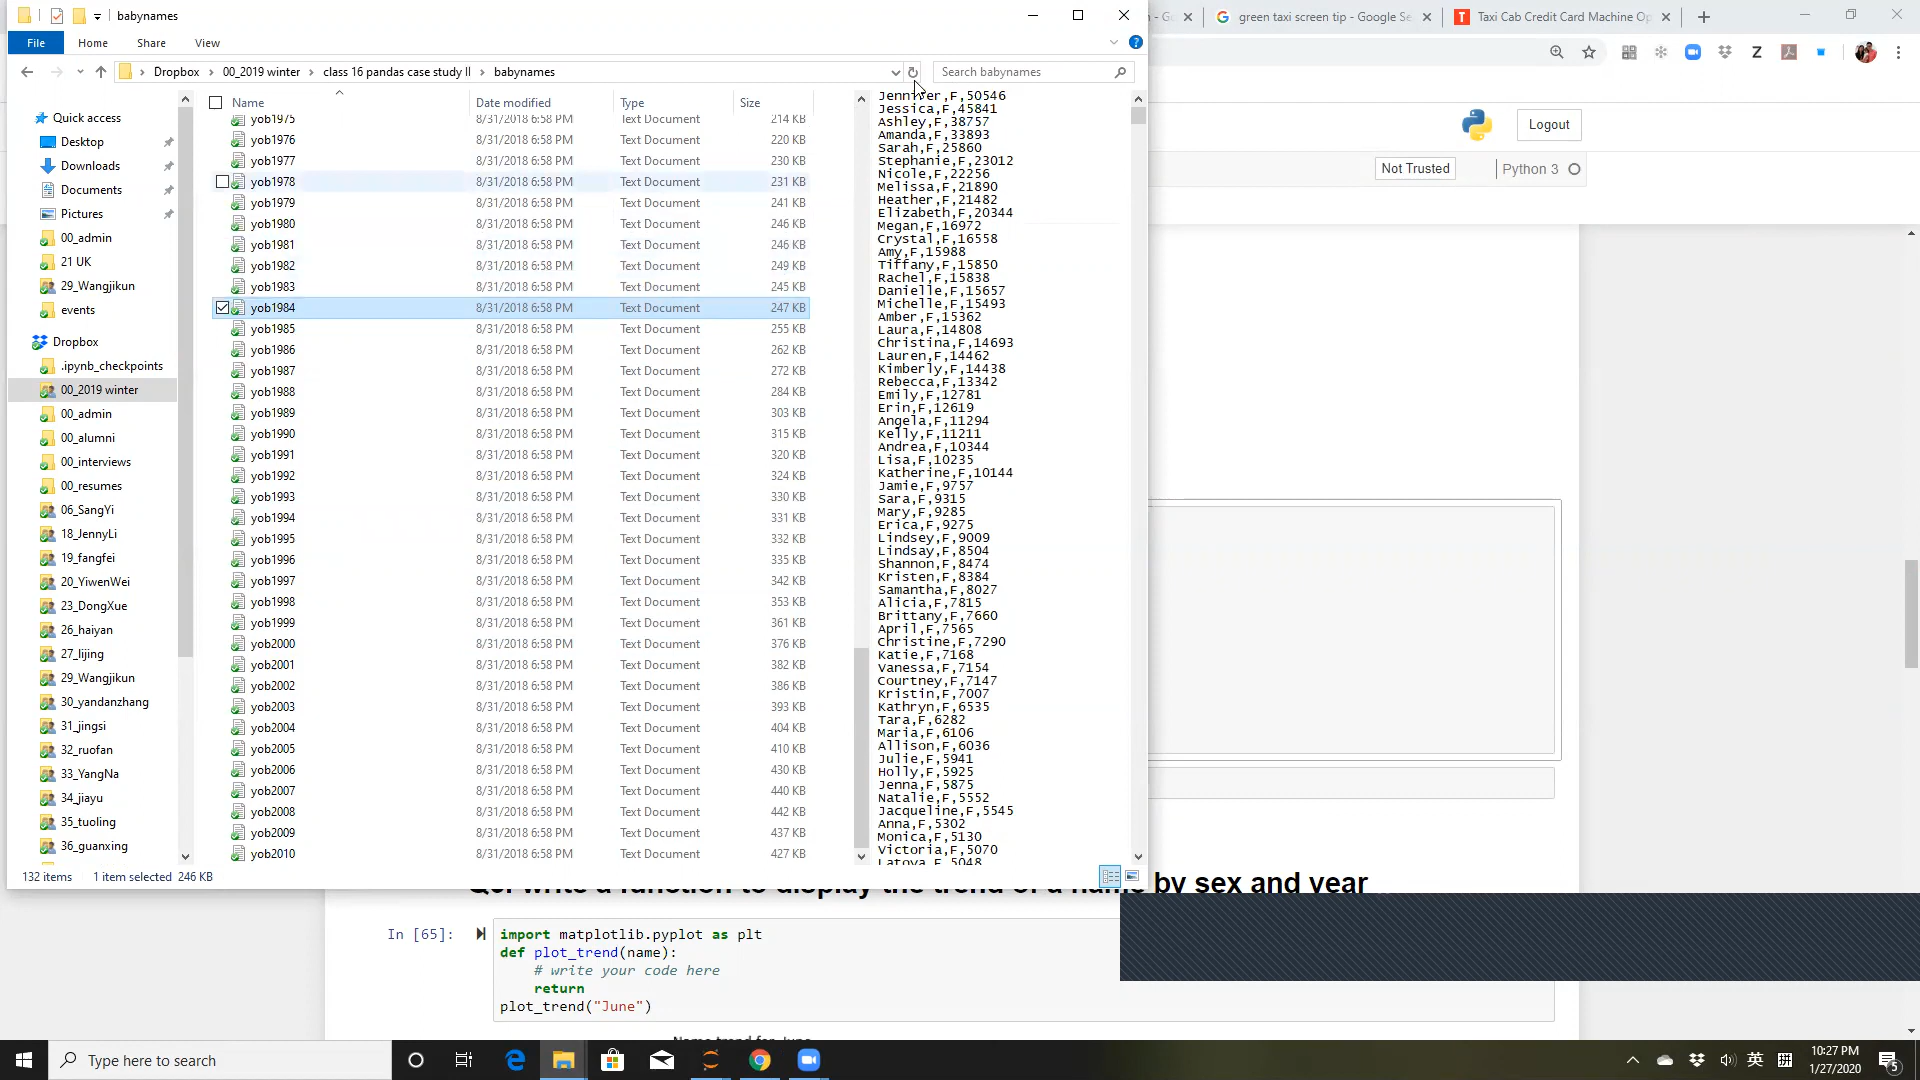 babynames
green taxi screen tip - Google Se
Taxi Cab Credit Card Machine Op
File Home Share View
Dropbox > 00_2019 winter > class 16 pandas case study II > babynames
Search babynames
Name Date modified Type Size
yob1975 8/31/2018 6:58 PM Text Document 214 KB
yob1976 8/31/2018 6:58 PM Text Document 220 KB
yob1977 8/31/2018 6:58 PM Text Document 230 KB
yob1978 8/31/2018 6:58 PM Text Document 231 KB
yob1979 8/31/2018 6:58 PM Text Document 241 KB
yob1980 8/31/2018 6:58 PM Text Document 246 KB
yob1981 8/31/2018 6:58 PM Text Document 246 KB
yob1982 8/31/2018 6:58 PM Text Document 249 KB
yob1983 8/31/2018 6:58 PM Text Document 245 KB
yob1984 8/31/2018 6:58 PM Text Document 247 KB
yob1985 8/31/2018 6:58 PM Text Document 255 KB
yob1986 8/31/2018 6:58 PM Text Document 262 KB
yob1987 8/31/2018 6:58 PM Text Document 272 KB
yob1988 8/31/2018 6:58 PM Text Document 284 KB
yob1989 8/31/2018 6:58 PM Text Document 303 KB
yob1990 8/31/2018 6:58 PM Text Document 315 KB
yob1991 8/31/2018 6:58 PM Text Document 320 KB
yob1992 8/31/2018 6:58 PM Text Document 324 KB
yob1993 8/31/2018 6:58 PM Text Document 330 KB
yob1994 8/31/2018 6:58 PM Text Document 331 KB
yob1995 8/31/2018 6:58 PM Text Document 332 KB
yob1996 8/31/2018 6:58 PM Text Document 335 KB
yob1997 8/31/2018 6:58 PM Text Document 342 KB
yob1998 8/31/2018 6:58 PM Text Document 353 KB
yob1999 8/31/2018 6:58 PM Text Document 361 KB
yob2000 8/31/2018 6:58 PM Text Document 376 KB
yob2001 8/31/2018 6:58 PM Text Document 382 KB
yob2002 8/31/2018 6:58 PM Text Document 386 KB
yob2003 8/31/2018 6:58 PM Text Document 393 KB
yob2004 8/31/2018 6:58 PM Text Document 404 KB
yob2005 8/31/2018 6:58 PM Text Document 410 KB
yob2006 8/31/2018 6:58 PM Text Document 430 KB
yob2007 8/31/2018 6:58 PM Text Document 440 KB
yob2008 8/31/2018 6:58 PM Text Document 442 KB
yob2009 8/31/2018 6:58 PM Text Document 437 KB
yob2010 8/31/2018 6:58 PM Text Document 427 KB
Quick access
Desktop
Downloads
Documents
Pictures
00_admin
21 UK
29_Wangjikun
events
Dropbox
.ipynb_checkpoints
00_2019 winter
00_admin
00_alumni
00_interviews
00_resumes
06_SangYi
18_JennyLi
19_fangfei
20_YiwenWei
23_DongXue
26_haiyan
27_lijing
29_Wangjikun
30_yandanzhang
31_jingsi
32_ruofan
33_YangNa
34_jiayu
35_tuoling
36_guanxing
Jennifer,F,50546
Jessica,F,45841
Ashley,F,38757
Amanda,F,33893
Sarah,F,25860
Stephanie,F,23012
Nicole,F,22256
Melissa,F,21890
Heather,F,21482
Elizabeth,F,20344
Megan,F,16972
Crystal,F,16558
Amy,F,15988
Tiffany,F,15850
Rachel,F,15838
Danielle,F,15657
Michelle,F,15493
Amber,F,15362
Laura,F,14808
Christina,F,14693
Lauren,F,14462
Kimberly,F,14438
Rebecca,F,13342
Emily,F,12781
Erin,F,12619
Angela,F,11294
Kelly,F,11211
Andrea,F,10344
Lisa,F,10235
Katherine,F,10144
Jamie,F,9757
Sara,F,9315
Mary,F,9285
Erica,F,9275
Lindsey,F,9009
Lindsay,F,8504
Shannon,F,8474
Kristen,F,8384
Samantha,F,8027
Alicia,F,7815
Brittany,F,7660
April,F,7565
Christine,F,7290
Katie,F,7168
Vanessa,F,7154
Courtney,F,7147
Kristin,F,7007
Kathryn,F,6535
Tara,F,6282
Maria,F,6106
Allison,F,6036
Julie,F,5941
Holly,F,5925
Jenna,F,5875
Natalie,F,5552
Jacqueline,F,5545
Anna,F,5302
Monica,F,5130
Victoria,F,5070
Latoya,F,5048
132 items 1 item selected 246 KB
Logout
Not Trusted Python 3
write a function to display the trend of a name by sex and year
In [65]:
import matplotlib.pyplot as plt
def plot_trend(name):
# write your code here
return
plot_trend("June")
Type here to search
英
拼
10:27 PM
1/27/2020
5